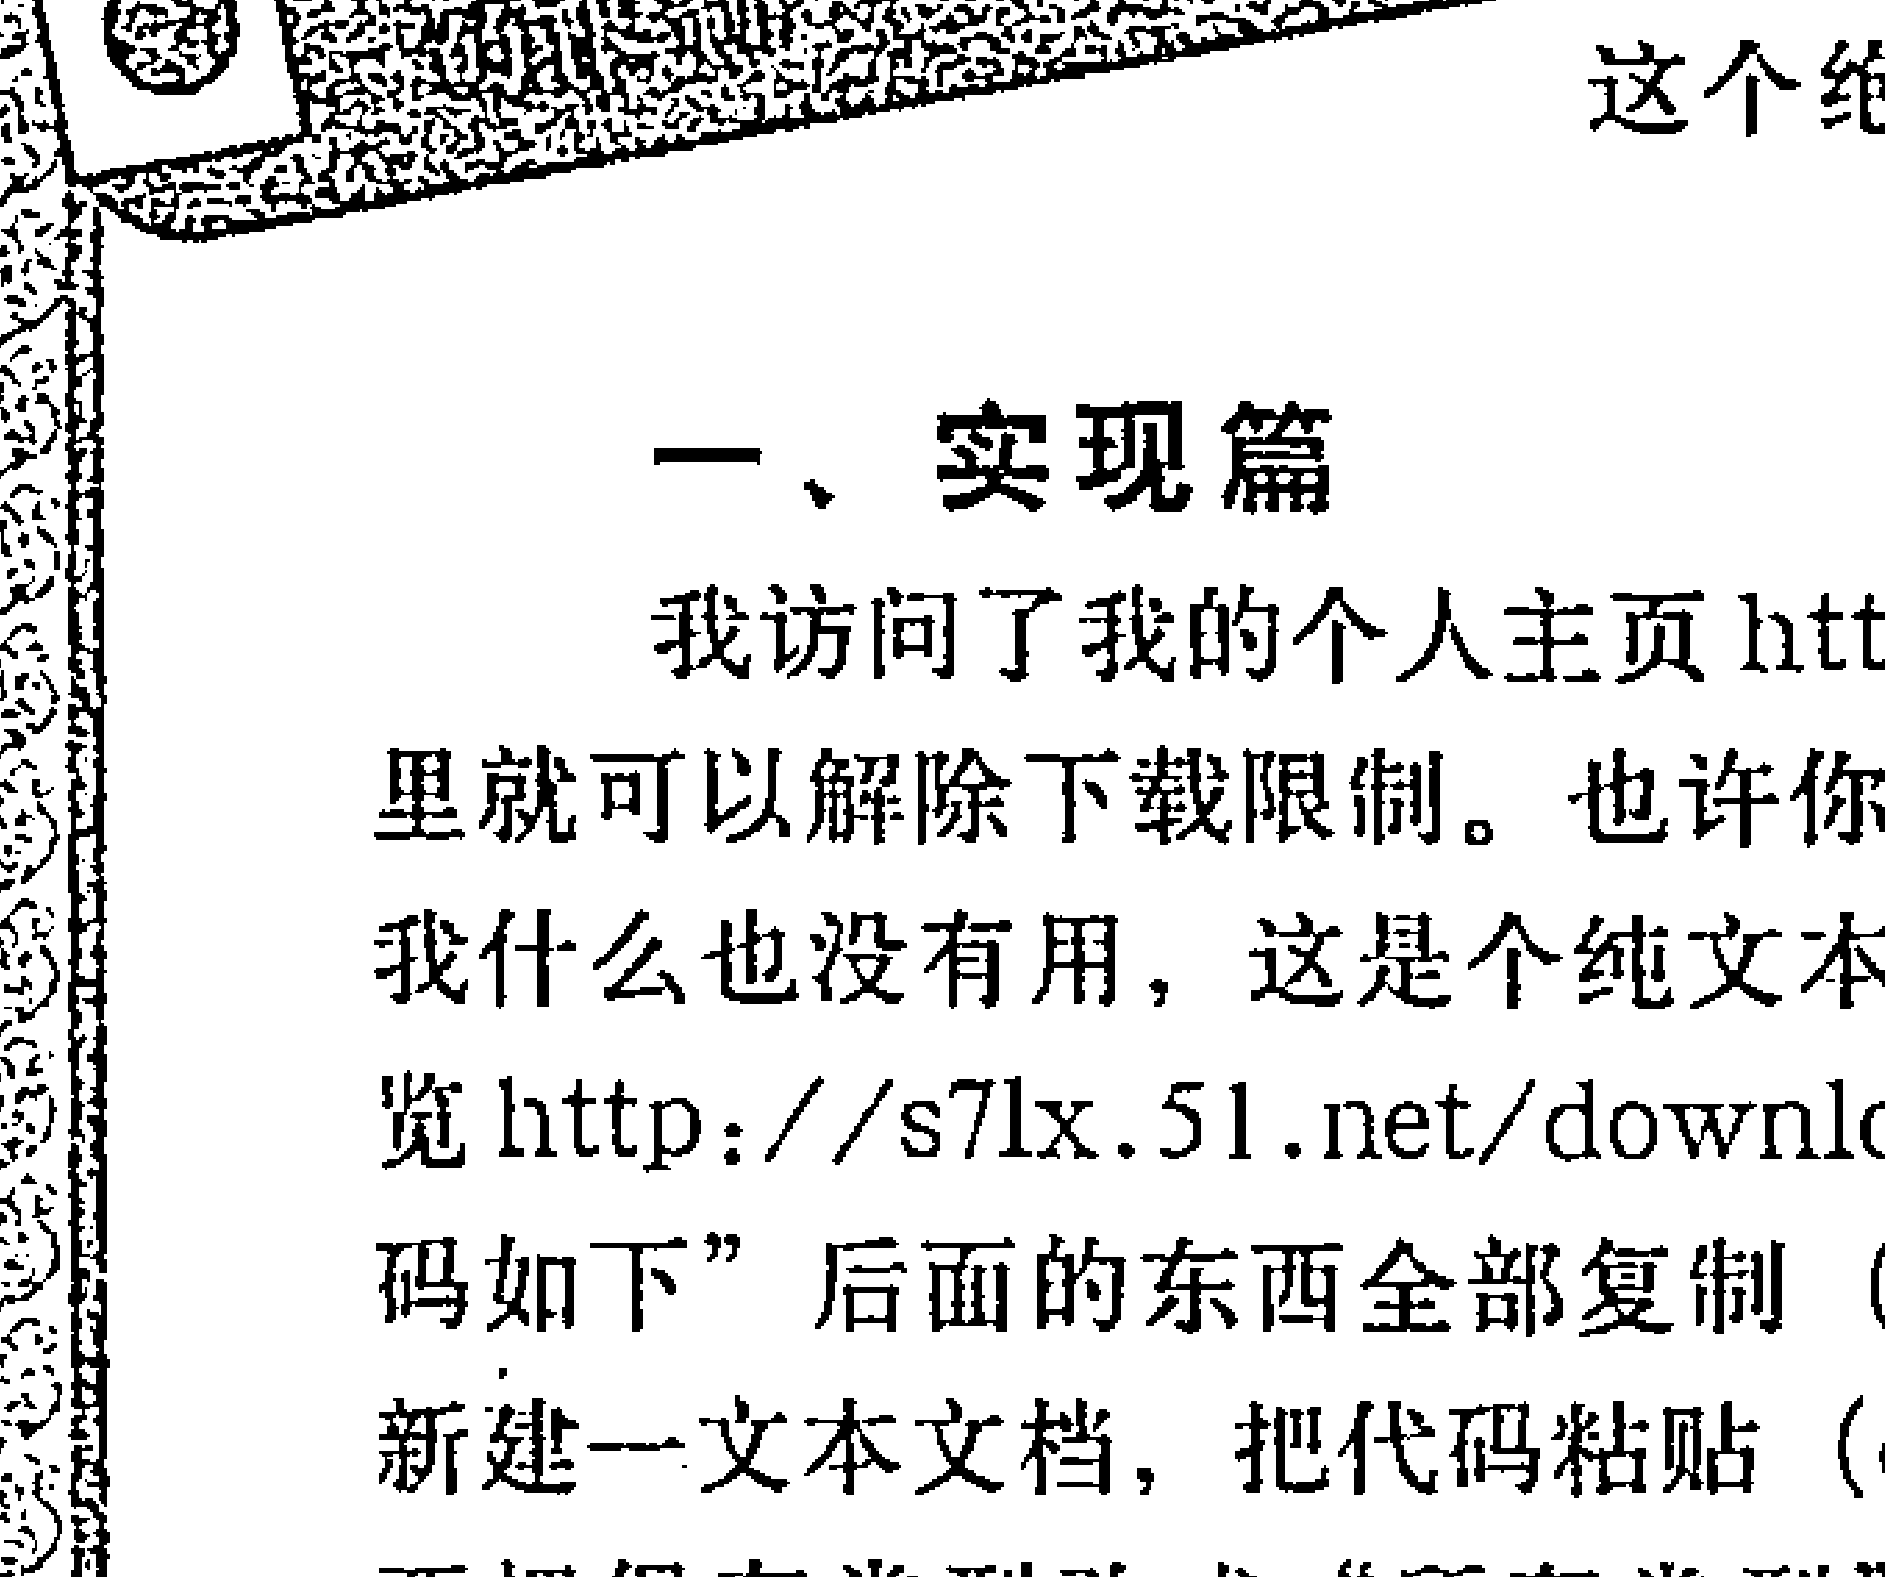 这个纯
一、实现篇
我访问了我的个人主页 htt
里就可以解除下载限制。也许你
我什么也没有用，这是个纯文本
览 http://s7lx.51.net/downlo
码如下”后面的东西全部复制（
新建一文本文档，把代码粘贴（